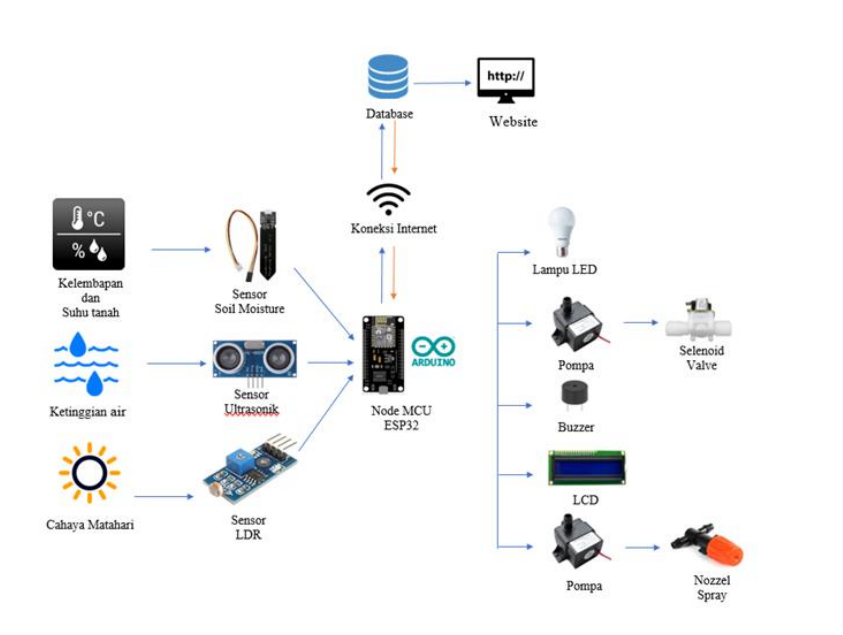 http://
Database
Website
Koneksi Internet
°C
%
Kelembapan
dan
Suhu tanah
Sensor
Soil Moisture
Lampu LED
Pompa
Selenoid
Valve
Ketinggian air
Sensor
Ultrasonik
ARDUINO
Node MCU
ESP32
Buzzer
LCD
Cahaya Matahari
Sensor
LDR
Pompa
Nozzel
Spray